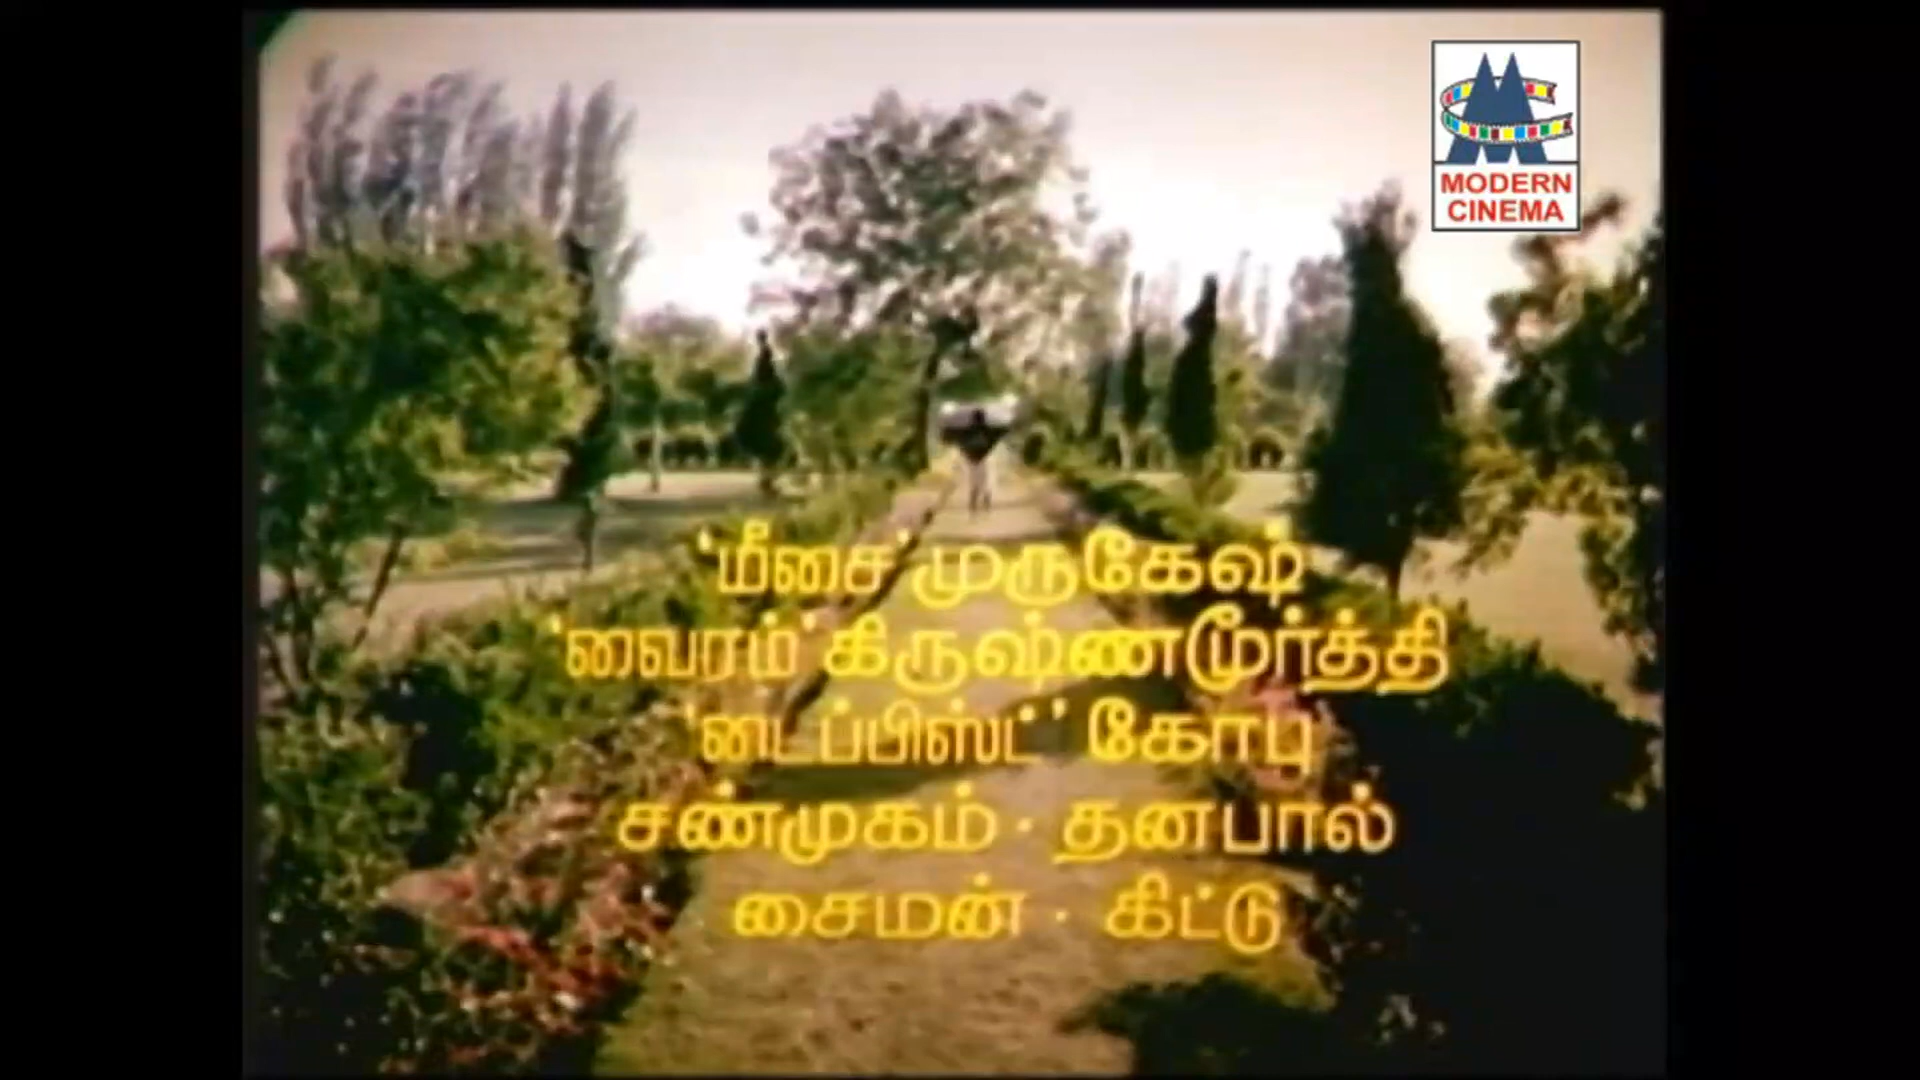 MODERN
CINEMA
'மீசை' முருகேஷ்
'வைரம்' கிருஷ்ணமூர்த்தி
'டைப்பிஸ்ட்' கோபு
சண்முகம் · தனபால்
சைமன் · கிட்டு